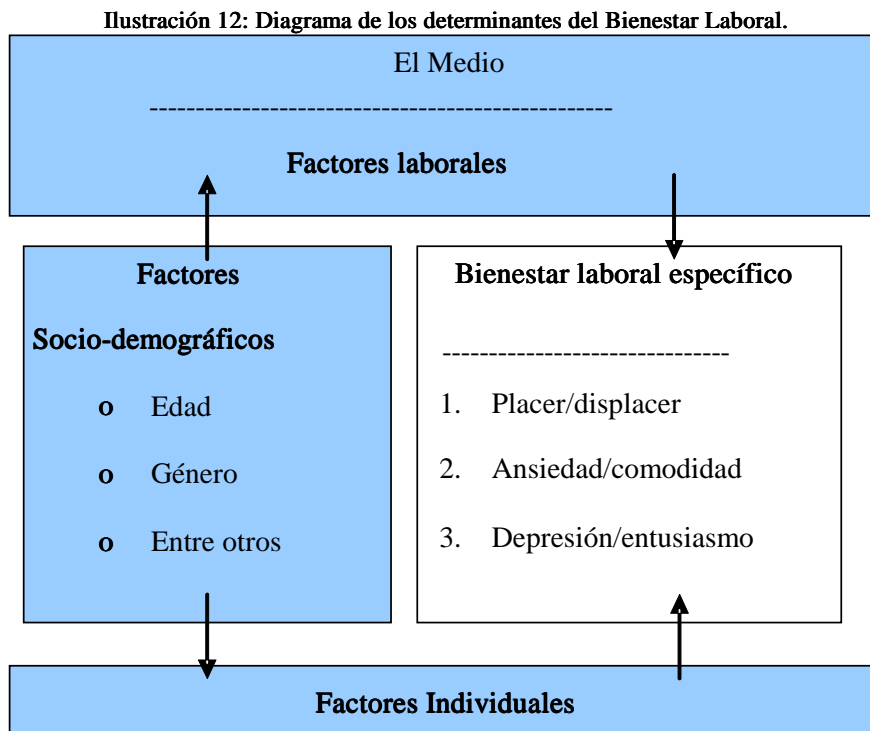 Ilustración 12: Diagrama de los determinantes del Bienestar Laboral.
El Medio
--------------------------------------------------
Factores laborales
Factores
Socio-demográficos
o Edad
o Género
o Entre otros
Bienestar laboral específico
-------------------------------
1. Placer/displacer
2. Ansiedad/comodidad
3. Depresión/entusiasmo
Factores Individuales